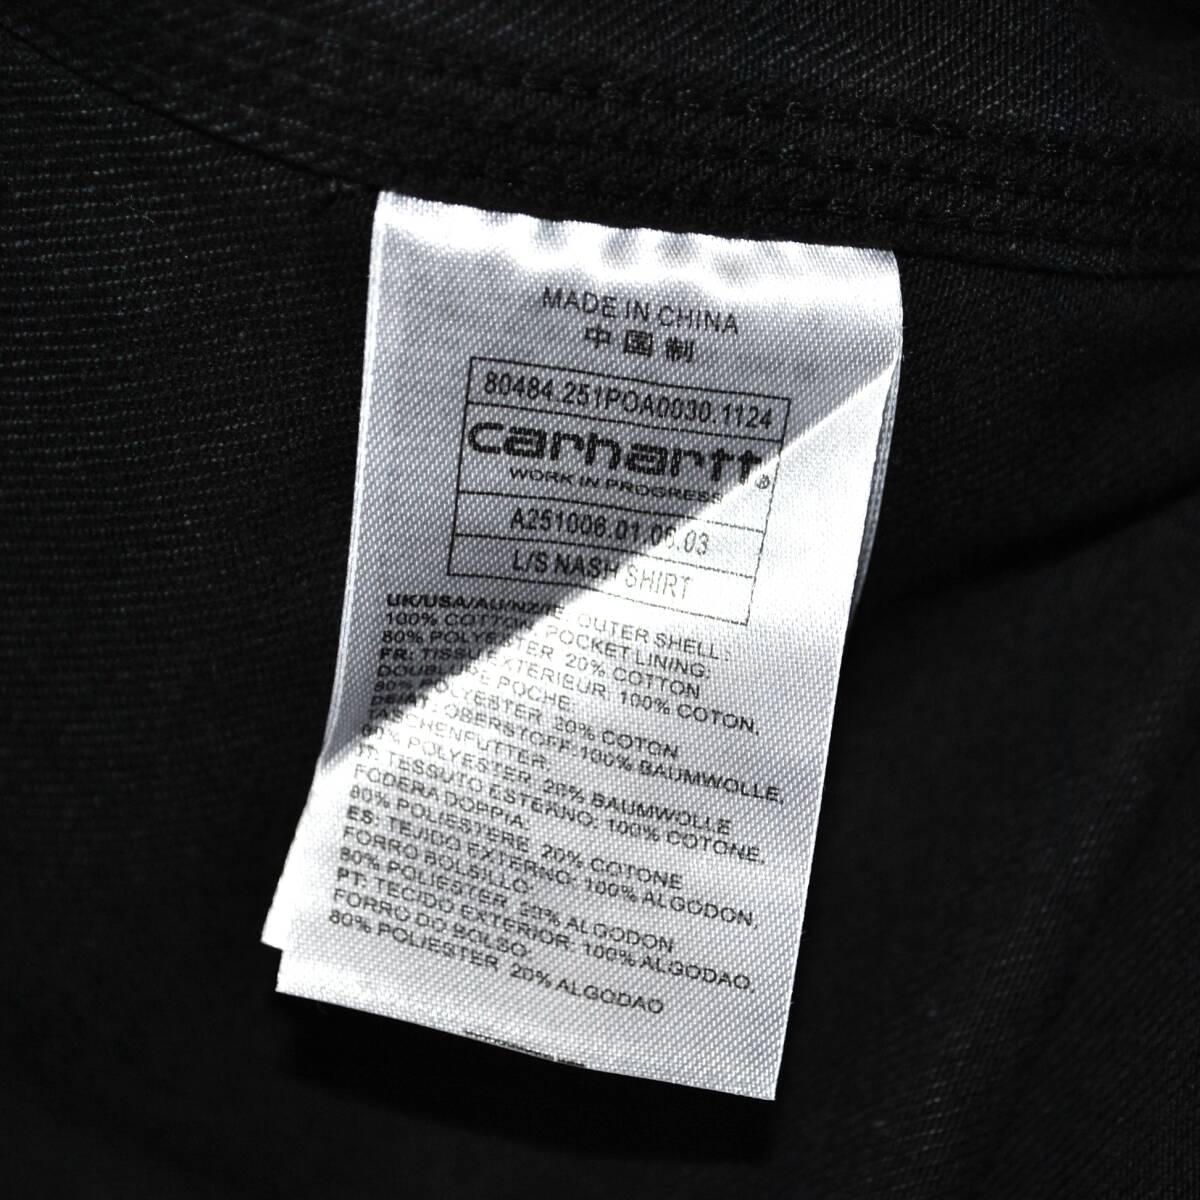 MADE IN CHINA
中国制
80484.251POA0030.1124
carhartt®
WORK IN PROGRESS
A251006.01.06.03
L/S NASH SHIRT
UK/USA/AU/NZ/IE: OUTER SHELL:
100% COTTON, POCKET LINING:
80% POLYESTER 20% COTTON
FR: TISSU EXTERIEUR: 100% COTON,
DOUBLURE POCHE:
80% POLYESTER 20% COTON
DE/AT: OBERSTOFF:100% BAUMWOLLE,
TASCHENFUTTER:
80% POLYESTER, 20% BAUMWOLLE
IT: TESSUTO ESTERNO: 100% COTONE,
FODERA DOPPIA:
80% POLIESTERE 20% COTONE
ES: TEJIDO EXTERNO: 100% ALGODON,
FORRO BOLSILLO:
80% POLIESTER, 20% ALGODON
PT: TECIDO EXTERIOR: 100% ALGODAO,
FORRO DO BOLSO:
80% POLIESTER 20% ALGODAO